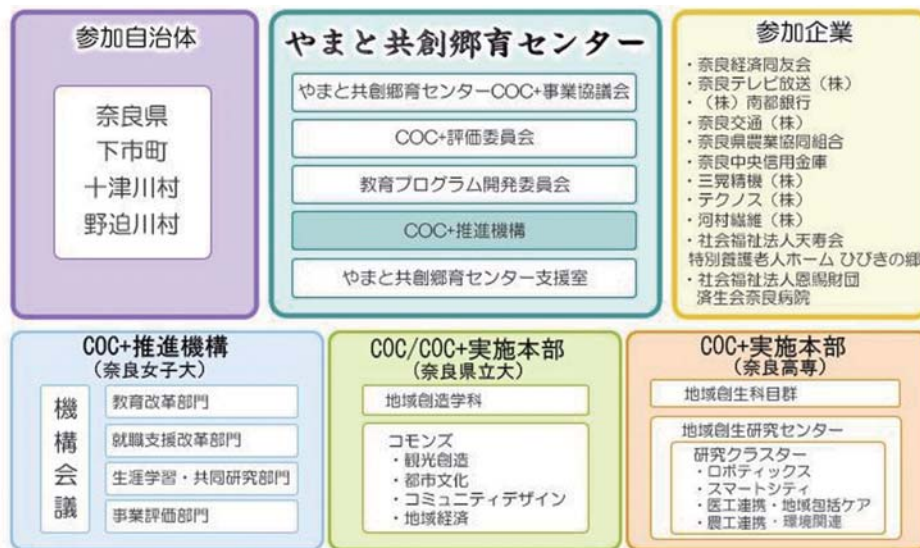 参加自治体
奈良県
下市町
十津川村
野迫川村
やまと共創郷育センター
やまと共創郷育センターCOC+事業協議会
COC+評価委員会
教育プログラム開発委員会
COC+推進機構
やまと共創郷育センター支援室
参加企業
・奈良経済同友会
・奈良テレビ放送(株)
・(株)南都銀行
・奈良交通(株)
・奈良県農業協同組合
・奈良中央信用金庫
・三晃精機(株)
・テクノス(株)
・河村繊維(株)
・社会福祉法人天寿会
特別養護老人ホーム ひびきの郷
・社会福祉法人恩賜財団
済生会奈良病院
COC+推進機構
(奈良女子大)
機構会議
教育改革部門
就職支援改革部門
生涯学習・共同研究部門
事業評価部門
COC/COC+実施本部
(奈良県立大)
地域創造学科
コモンズ
・観光創造
・都市文化
・コミュニティデザイン
・地域経済
COC+実施本部
(奈良高専)
地域創生科目群
地域創生研究センター
研究クラスター
・ロボティックス
・スマートシティ
・医工連携・地域包括ケア
・農工連携・環境関連